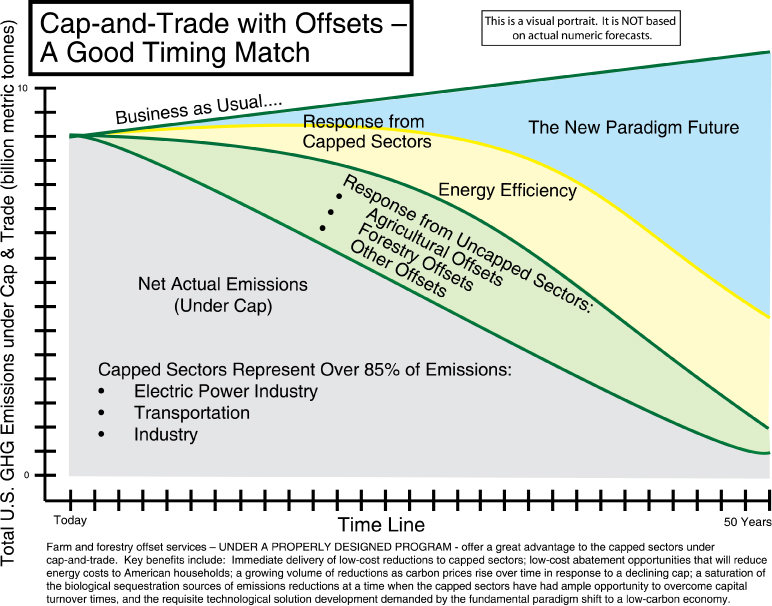 Cap-and-Trade with Offsets –
A Good Timing Match
This is a visual portrait. It is NOT based
on actual numeric forecasts.
Total U.S. GHG Emissions under Cap & Trade (billion metric tonnes)
10
0
Business as Usual....
Response from
Capped Sectors
The New Paradigm Future
Energy Efficiency
Response from Uncapped Sectors:
• Agricultural Offsets
• Forestry Offsets
• Other Offsets
Net Actual Emissions
(Under Cap)
Capped Sectors Represent Over 85% of Emissions:
• Electric Power Industry
• Transportation
• Industry
Today
Time Line
50 Years
Farm and forestry offset services – UNDER A PROPERLY DESIGNED PROGRAM - offer a great advantage to the capped sectors under
cap-and-trade. Key benefits include: Immediate delivery of low-cost reductions to capped sectors; low-cost abatement opportunities that will reduce
energy costs to American households; a growing volume of reductions as carbon prices rise over time in response to a declining cap; a saturation of
the biological sequestration sources of emissions reductions at a time when the capped sectors have had ample opportunity to overcome capital
turnover times, and the requisite technological solution development demanded by the fundamental paradigm shift to a low-carbon economy.